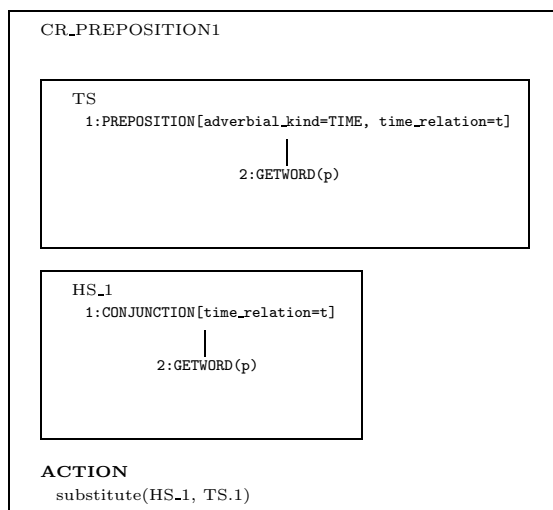 CR_PREPOSITION1
TS
1:PREPOSITION[adverbial_kind=TIME, time_relation=t]
2:GETWORD(p)
HS_1
1:CONJUNCTION[time_relation=t]
2:GETWORD(p)
ACTION
substitute(HS_1, TS.1)